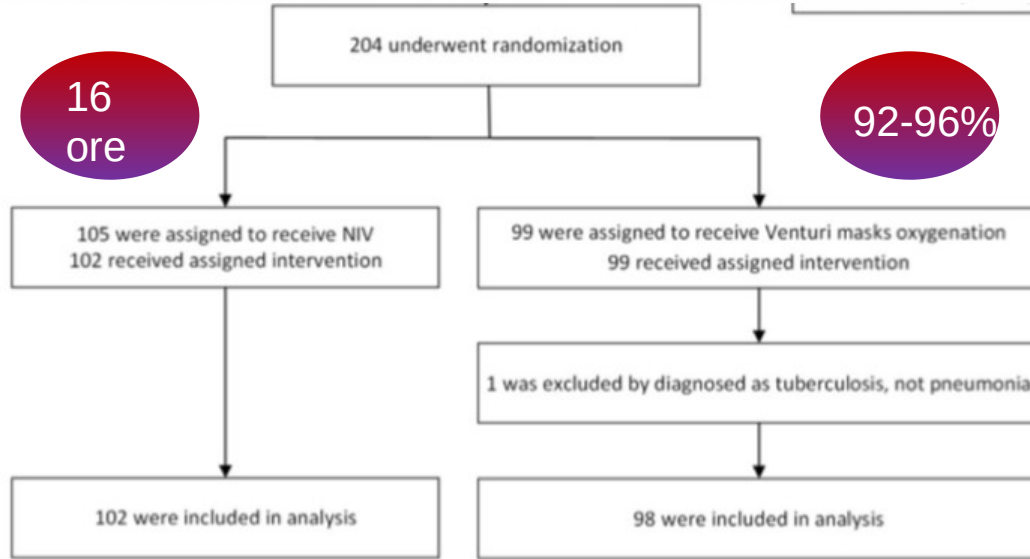 204 underwent randomization
16
ore
92-96%
105 were assigned to receive NIV
102 received assigned intervention
99 were assigned to receive Venturi masks oxygenation
99 received assigned intervention
1 was excluded by diagnosed as tuberculosis, not pneumonia
102 were included in analysis
98 were included in analysis